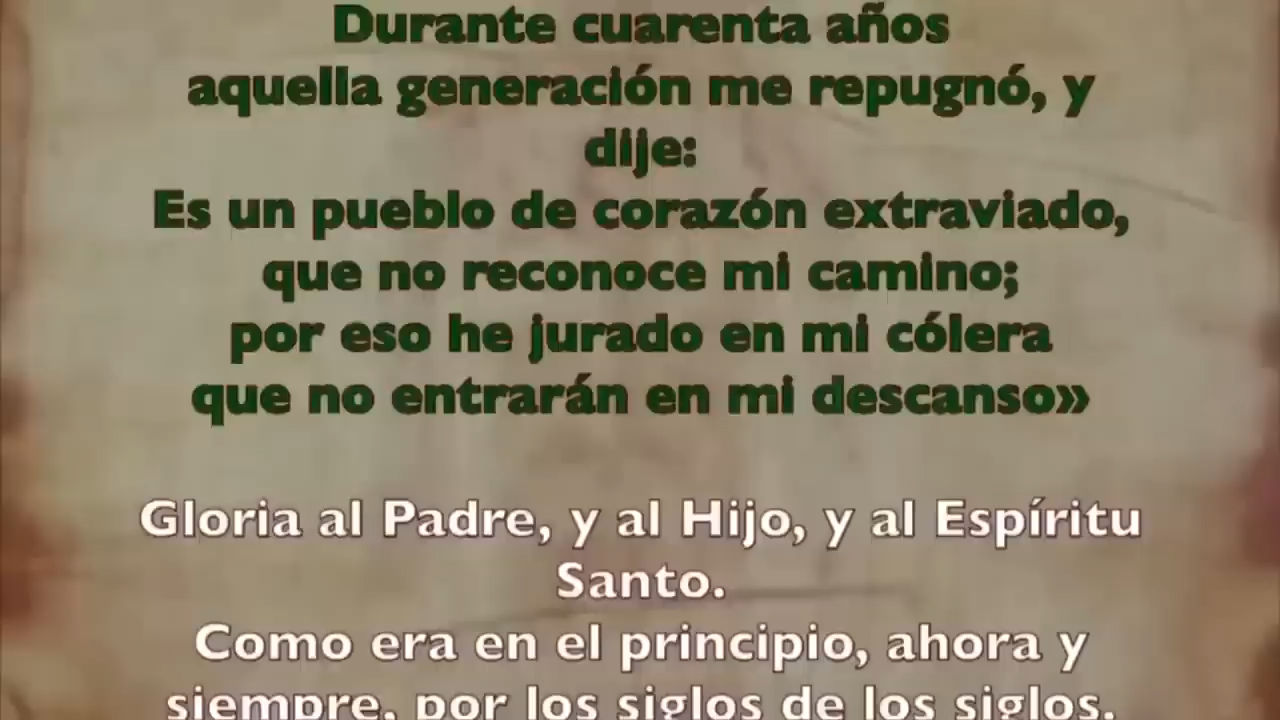 Durante cuarenta años
aquella generación me repugnó, y
dije:
Es un pueblo de corazón extraviado,
que no reconoce mi camino;
por eso he jurado en mi cólera
que no entrarán en mi descanso»
Gloria al Padre, y al Hijo, y al Espíritu
Santo.
Como era en el principio, ahora y
siempre, por los siglos de los siglos.